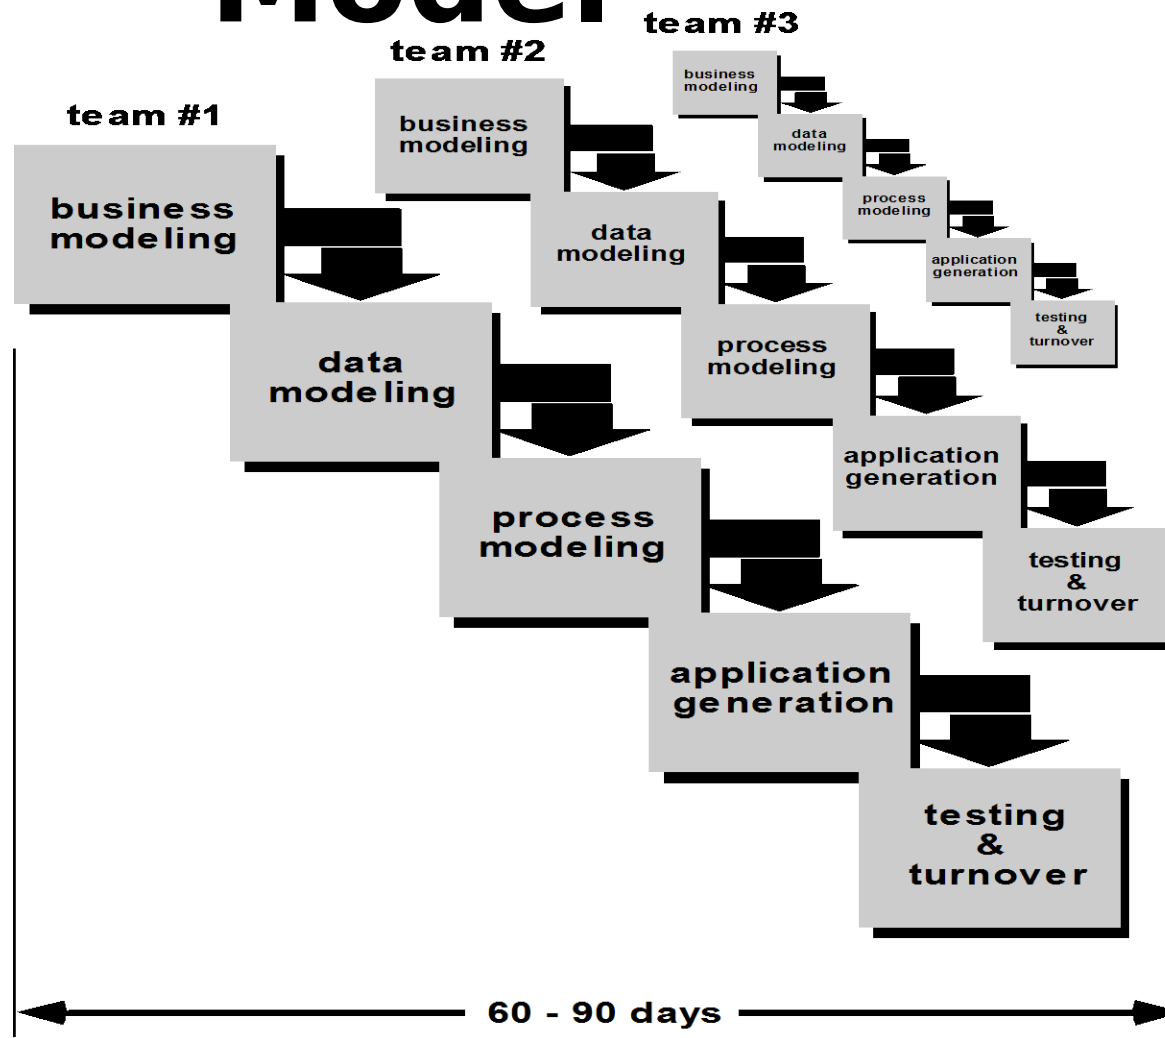 Model
team #3
team #2
team #1
business
modeling
data
modeling
process
modeling
application
generation
testing
&
turnover
business
modeling
data
modeling
process
modeling
application
generation
testing
&
turnover
business
modeling
data
modeling
process
modeling
application
generation
testing
&
turnover
60 - 90 days